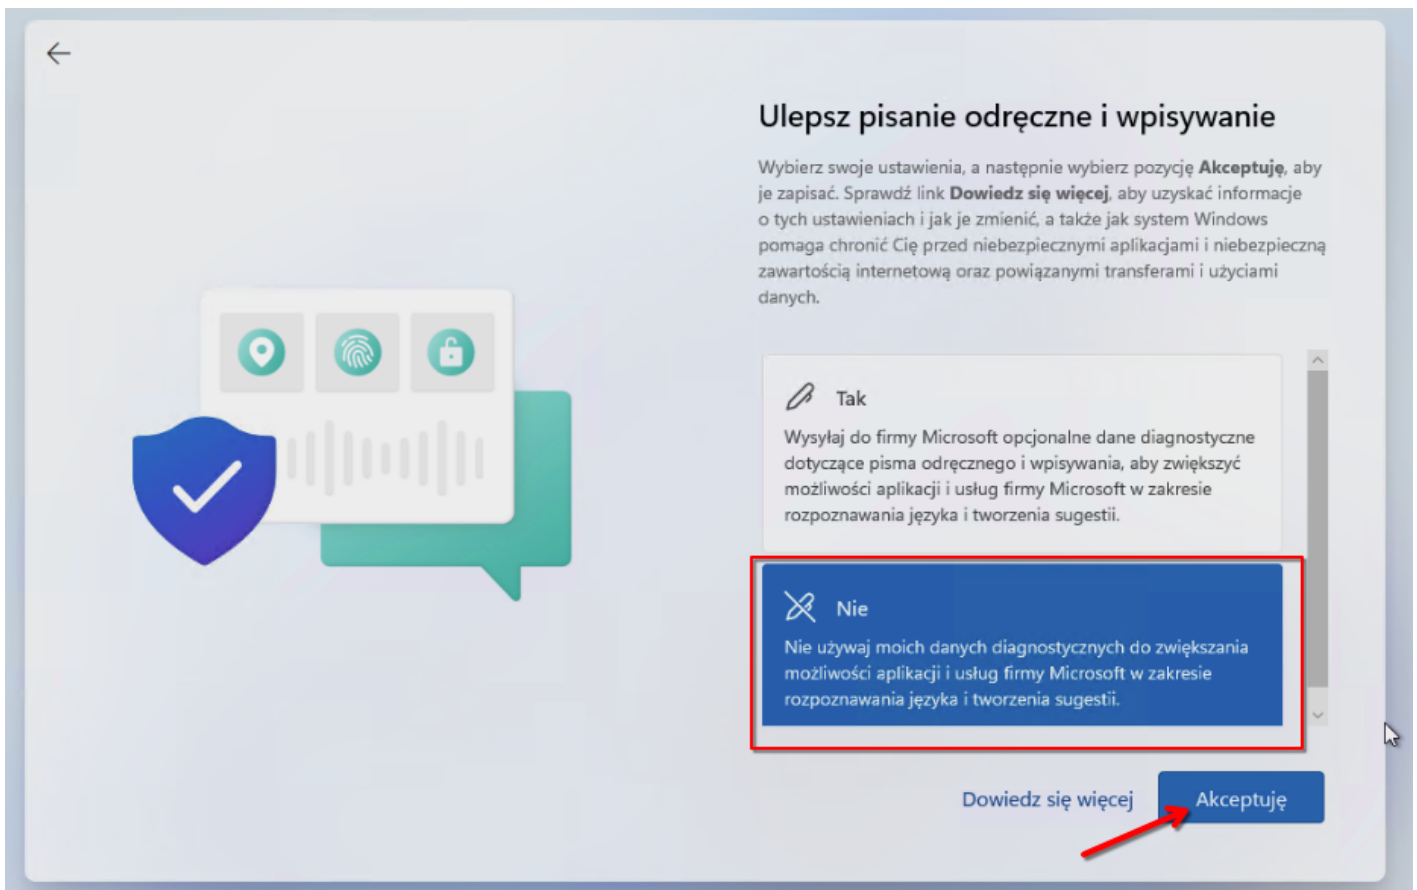 Ulepsz pisanie odręczne i wpisywanie
Wybierz swoje ustawienia, a następnie wybierz pozycję Akceptuję, aby
je zapisać. Sprawdź link Dowiedz się więcej, aby uzyskać informacje
o tych ustawieniach i jak je zmienić, a także jak system Windows
pomaga chronić Cię przed niebezpiecznymi aplikacjami i niebezpieczną
zawartością internetową oraz powiązanymi transferami i użyciami
danych.
Tak
Wysyłaj do firmy Microsoft opcjonalne dane diagnostyczne
dotyczące pisma odręcznego i wpisywania, aby zwiększyć
możliwości aplikacji i usług firmy Microsoft w zakresie
rozpoznawania języka i tworzenia sugestii.
Nie
Nie używaj moich danych diagnostycznych do zwiększania
możliwości aplikacji i usług firmy Microsoft w zakresie
rozpoznawania języka i tworzenia sugestii.
Dowiedz się więcej
Akceptuję